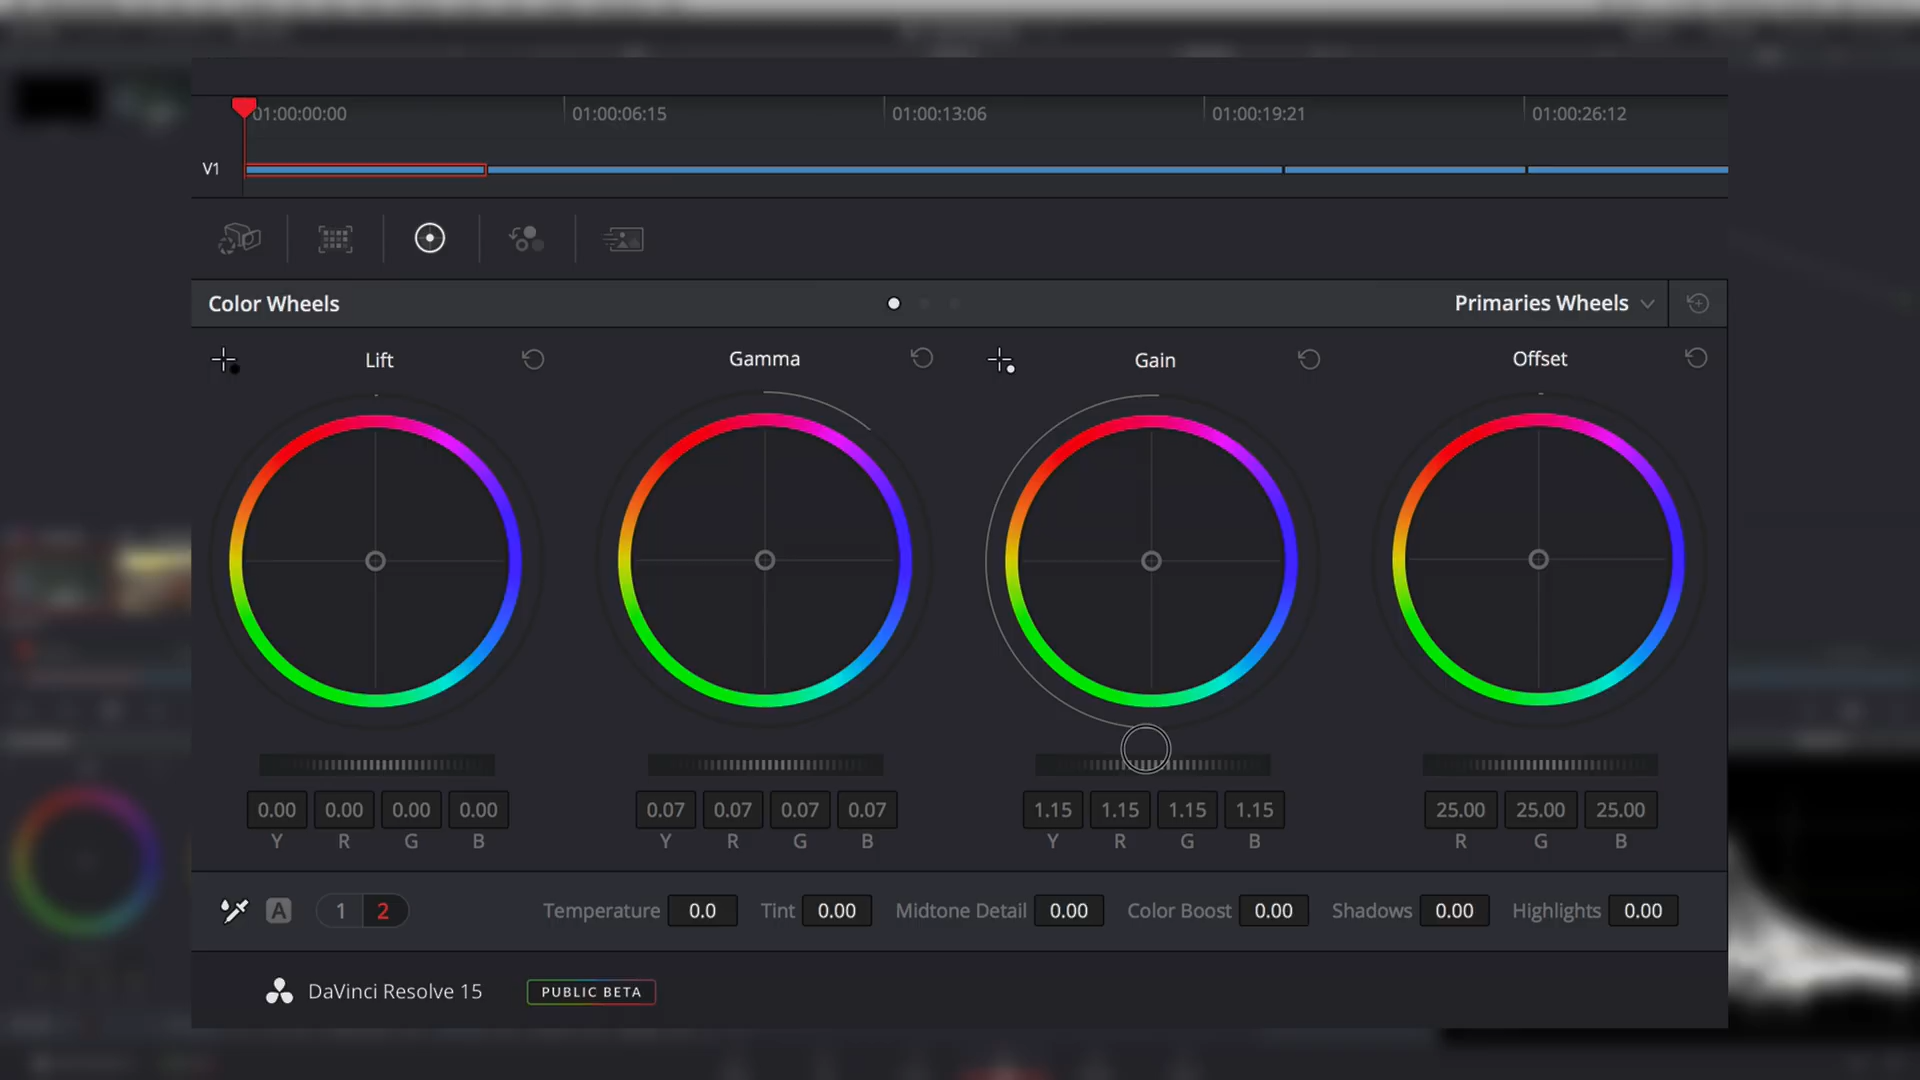 01:00:00:00 01:00:06:15 01:00:13:06 01:00:19:21 01:00:26:12
V1
Color Wheels Primaries Wheels
Lift Gamma Gain Offset
0.00 0.00 0.00 0.00 0.07 0.07 0.07 0.07 1.15 1.15 1.15 1.15 25.00 25.00 25.00
Y R G B Y R G B Y R G B R G B
A 1 2 Temperature 0.0 Tint 0.00 Midtone Detail 0.00 Color Boost 0.00 Shadows 0.00 Highlights 0.00
DaVinci Resolve 15 PUBLIC BETA